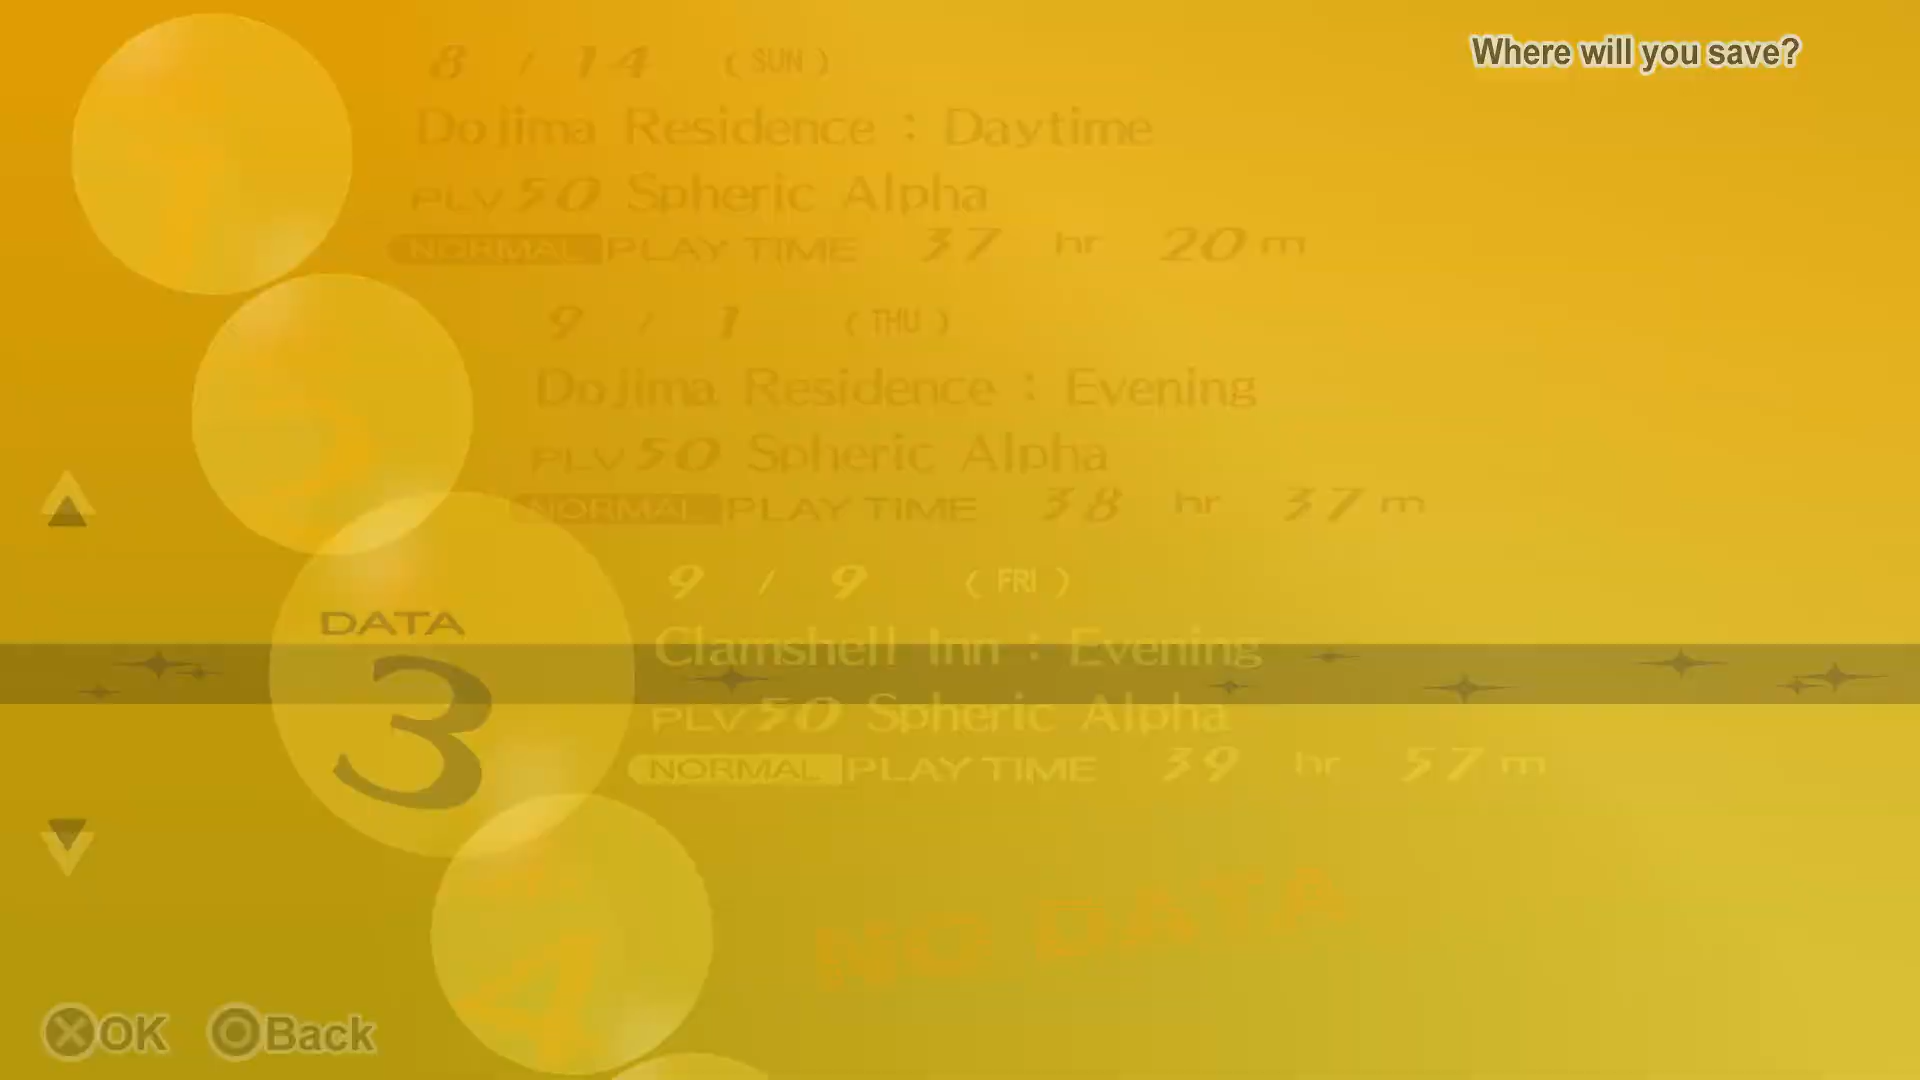 Where will you save?
1
8 / 14 (SUN)
Dojima Residence : Daytime
PLV 50 Spheric Alpha
NORMAL PLAY TIME 37 hr 20 m
2
9 / 1 (THU)
Dojima Residence : Evening
PLV 50 Spheric Alpha
NORMAL PLAY TIME 38 hr 37 m
DATA
3
9 / 9 (FRI)
Clamshell Inn : Evening
PLV 50 Spheric Alpha
NORMAL PLAY TIME 39 hr 57 m
4
NO DATA
OK Back